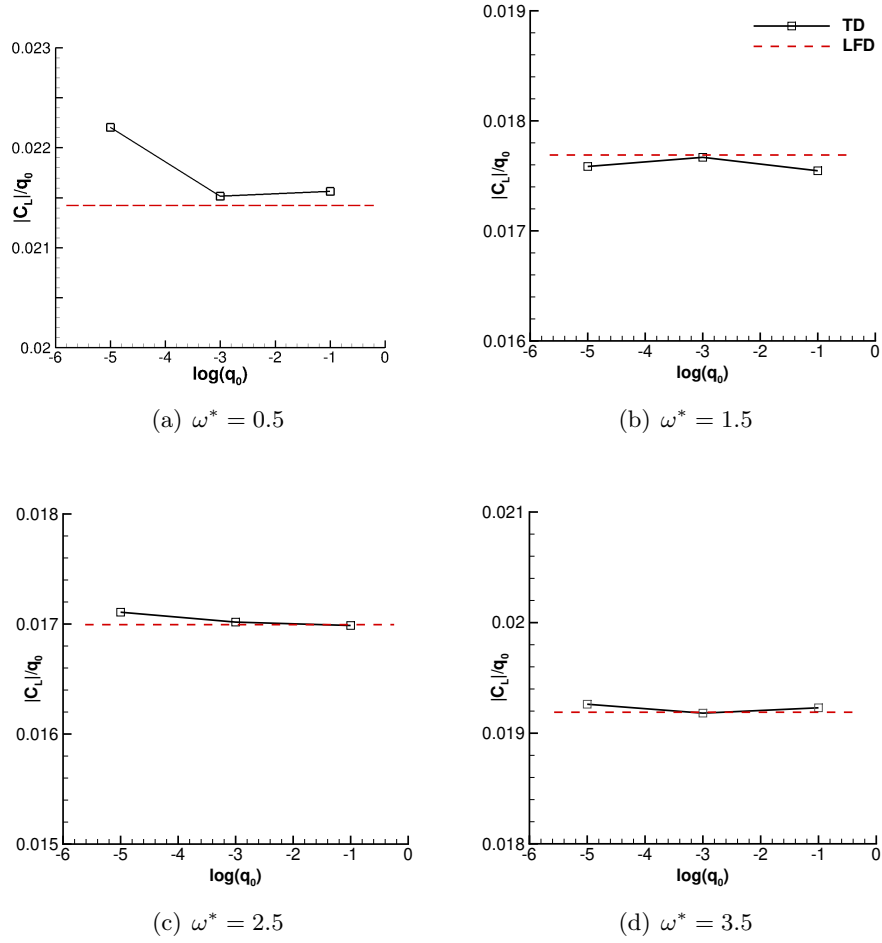 0.023
0.022
0.021
0.02
|C_L|/q_0
-6 -5 -4 -3 -2 -1 0
log(q_0)
(a) ω* = 0.5
0.019
0.018
0.017
0.016
|C_L|/q_0
TD
LFD
-6 -5 -4 -3 -2 -1 0
log(q_0)
(b) ω* = 1.5
0.018
0.017
0.016
0.015
|C_L|/q_0
-6 -5 -4 -3 -2 -1 0
log(q_0)
(c) ω* = 2.5
0.021
0.02
0.019
0.018
|C_L|/q_0
-6 -5 -4 -3 -2 -1 0
log(q_0)
(d) ω* = 3.5